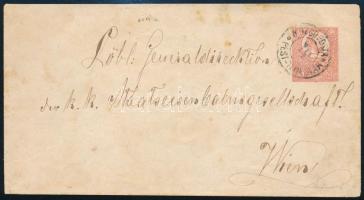 Löbl. Generaldirection
der k. k. Staatseisenbahngesellschaft.
Wien